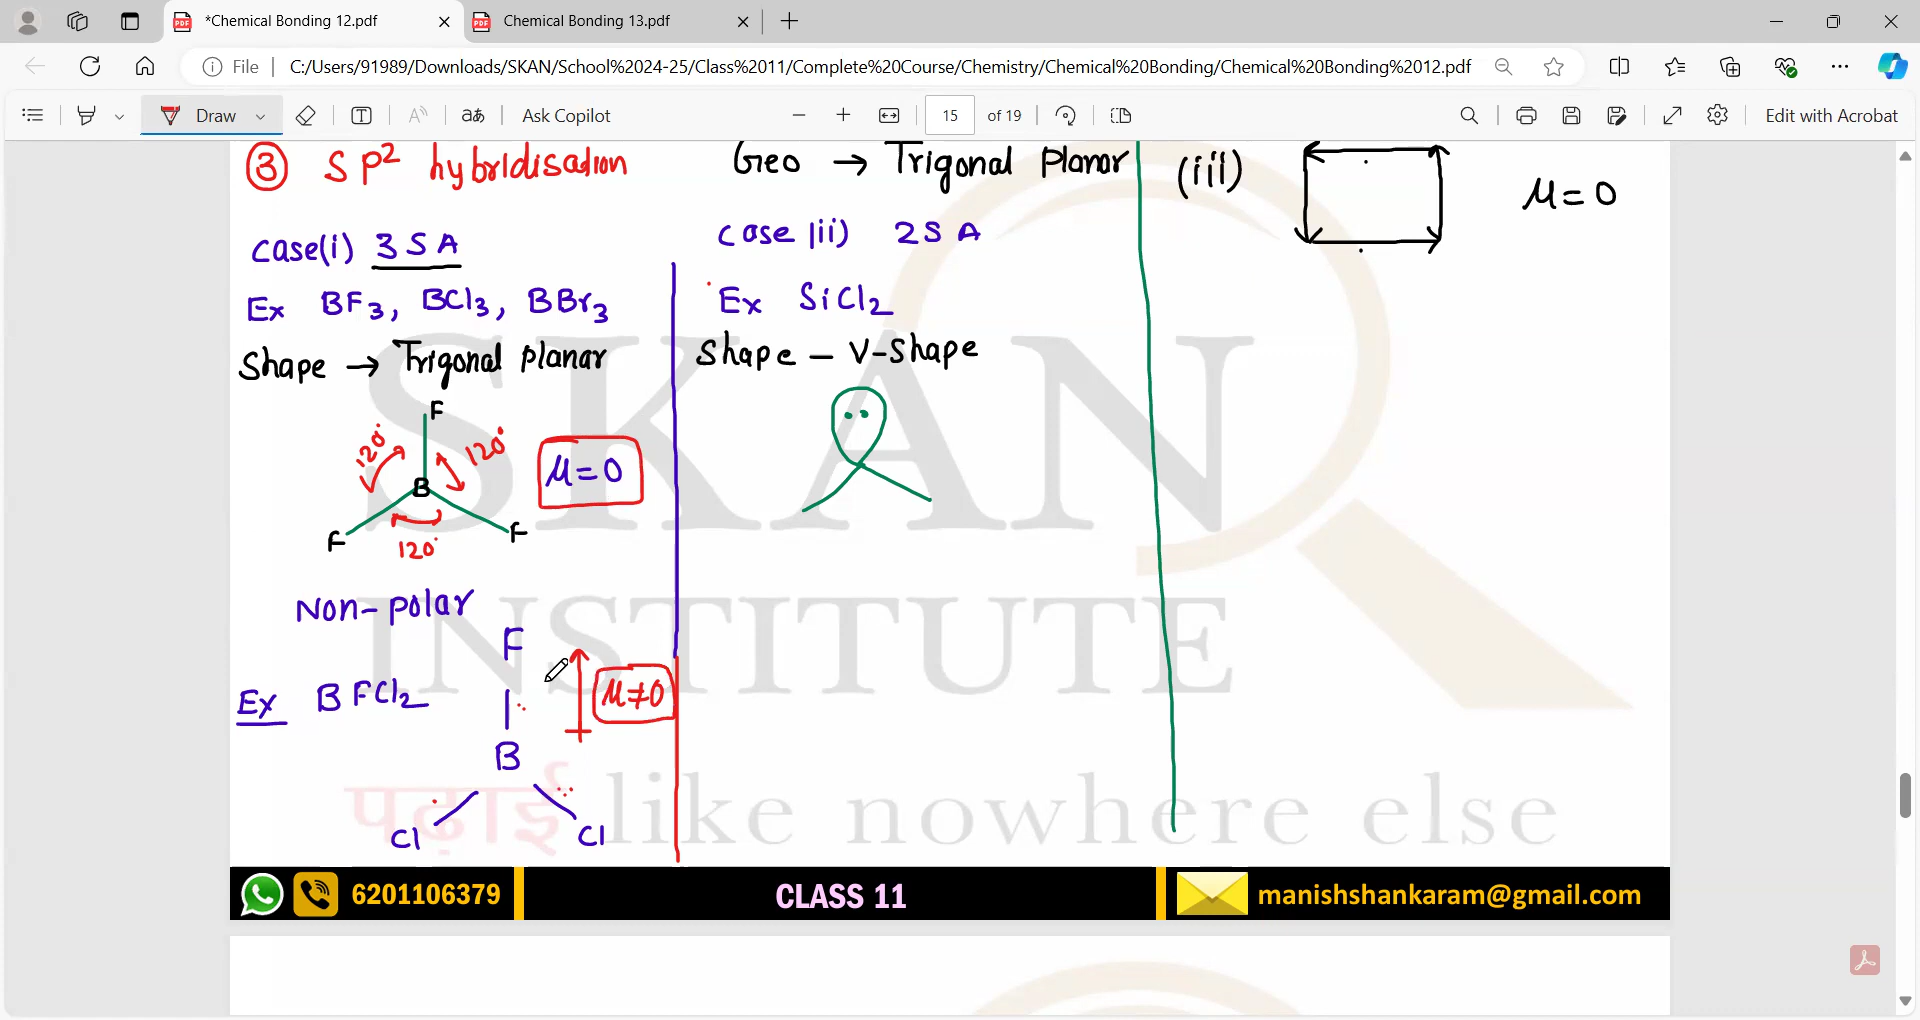 *Chemical Bonding 12.pdf
Chemical Bonding 13.pdf
File
C:/Users/91989/Downloads/SKAN/School%2024-25/Class%2011/Complete%20Course/Chemistry/Chemical%20Bonding/Chemical%20Bonding%2012.pdf
Draw
aあ
Ask Copilot
15 of 19
Edit with Acrobat
③ SP² hybridisation
Geo → Trigonal Planar
(iii)
μ = 0
Case(i) 3 S A
Ex BF₃, BCl₃, BBr₃
Shape → Trigonal planar
F
120°
120°
B
F
F
120°
μ = 0
Non-polar
Ex BFCl₂
F
B
Cl
Cl
μ ≠ 0
Case (ii) 2 S A
Ex SiCl₂
Shape – V-Shape
SKAN
INSTITUTE
पढ़ाई like nowhere else
6201106379
CLASS 11
manishshankaram@gmail.com